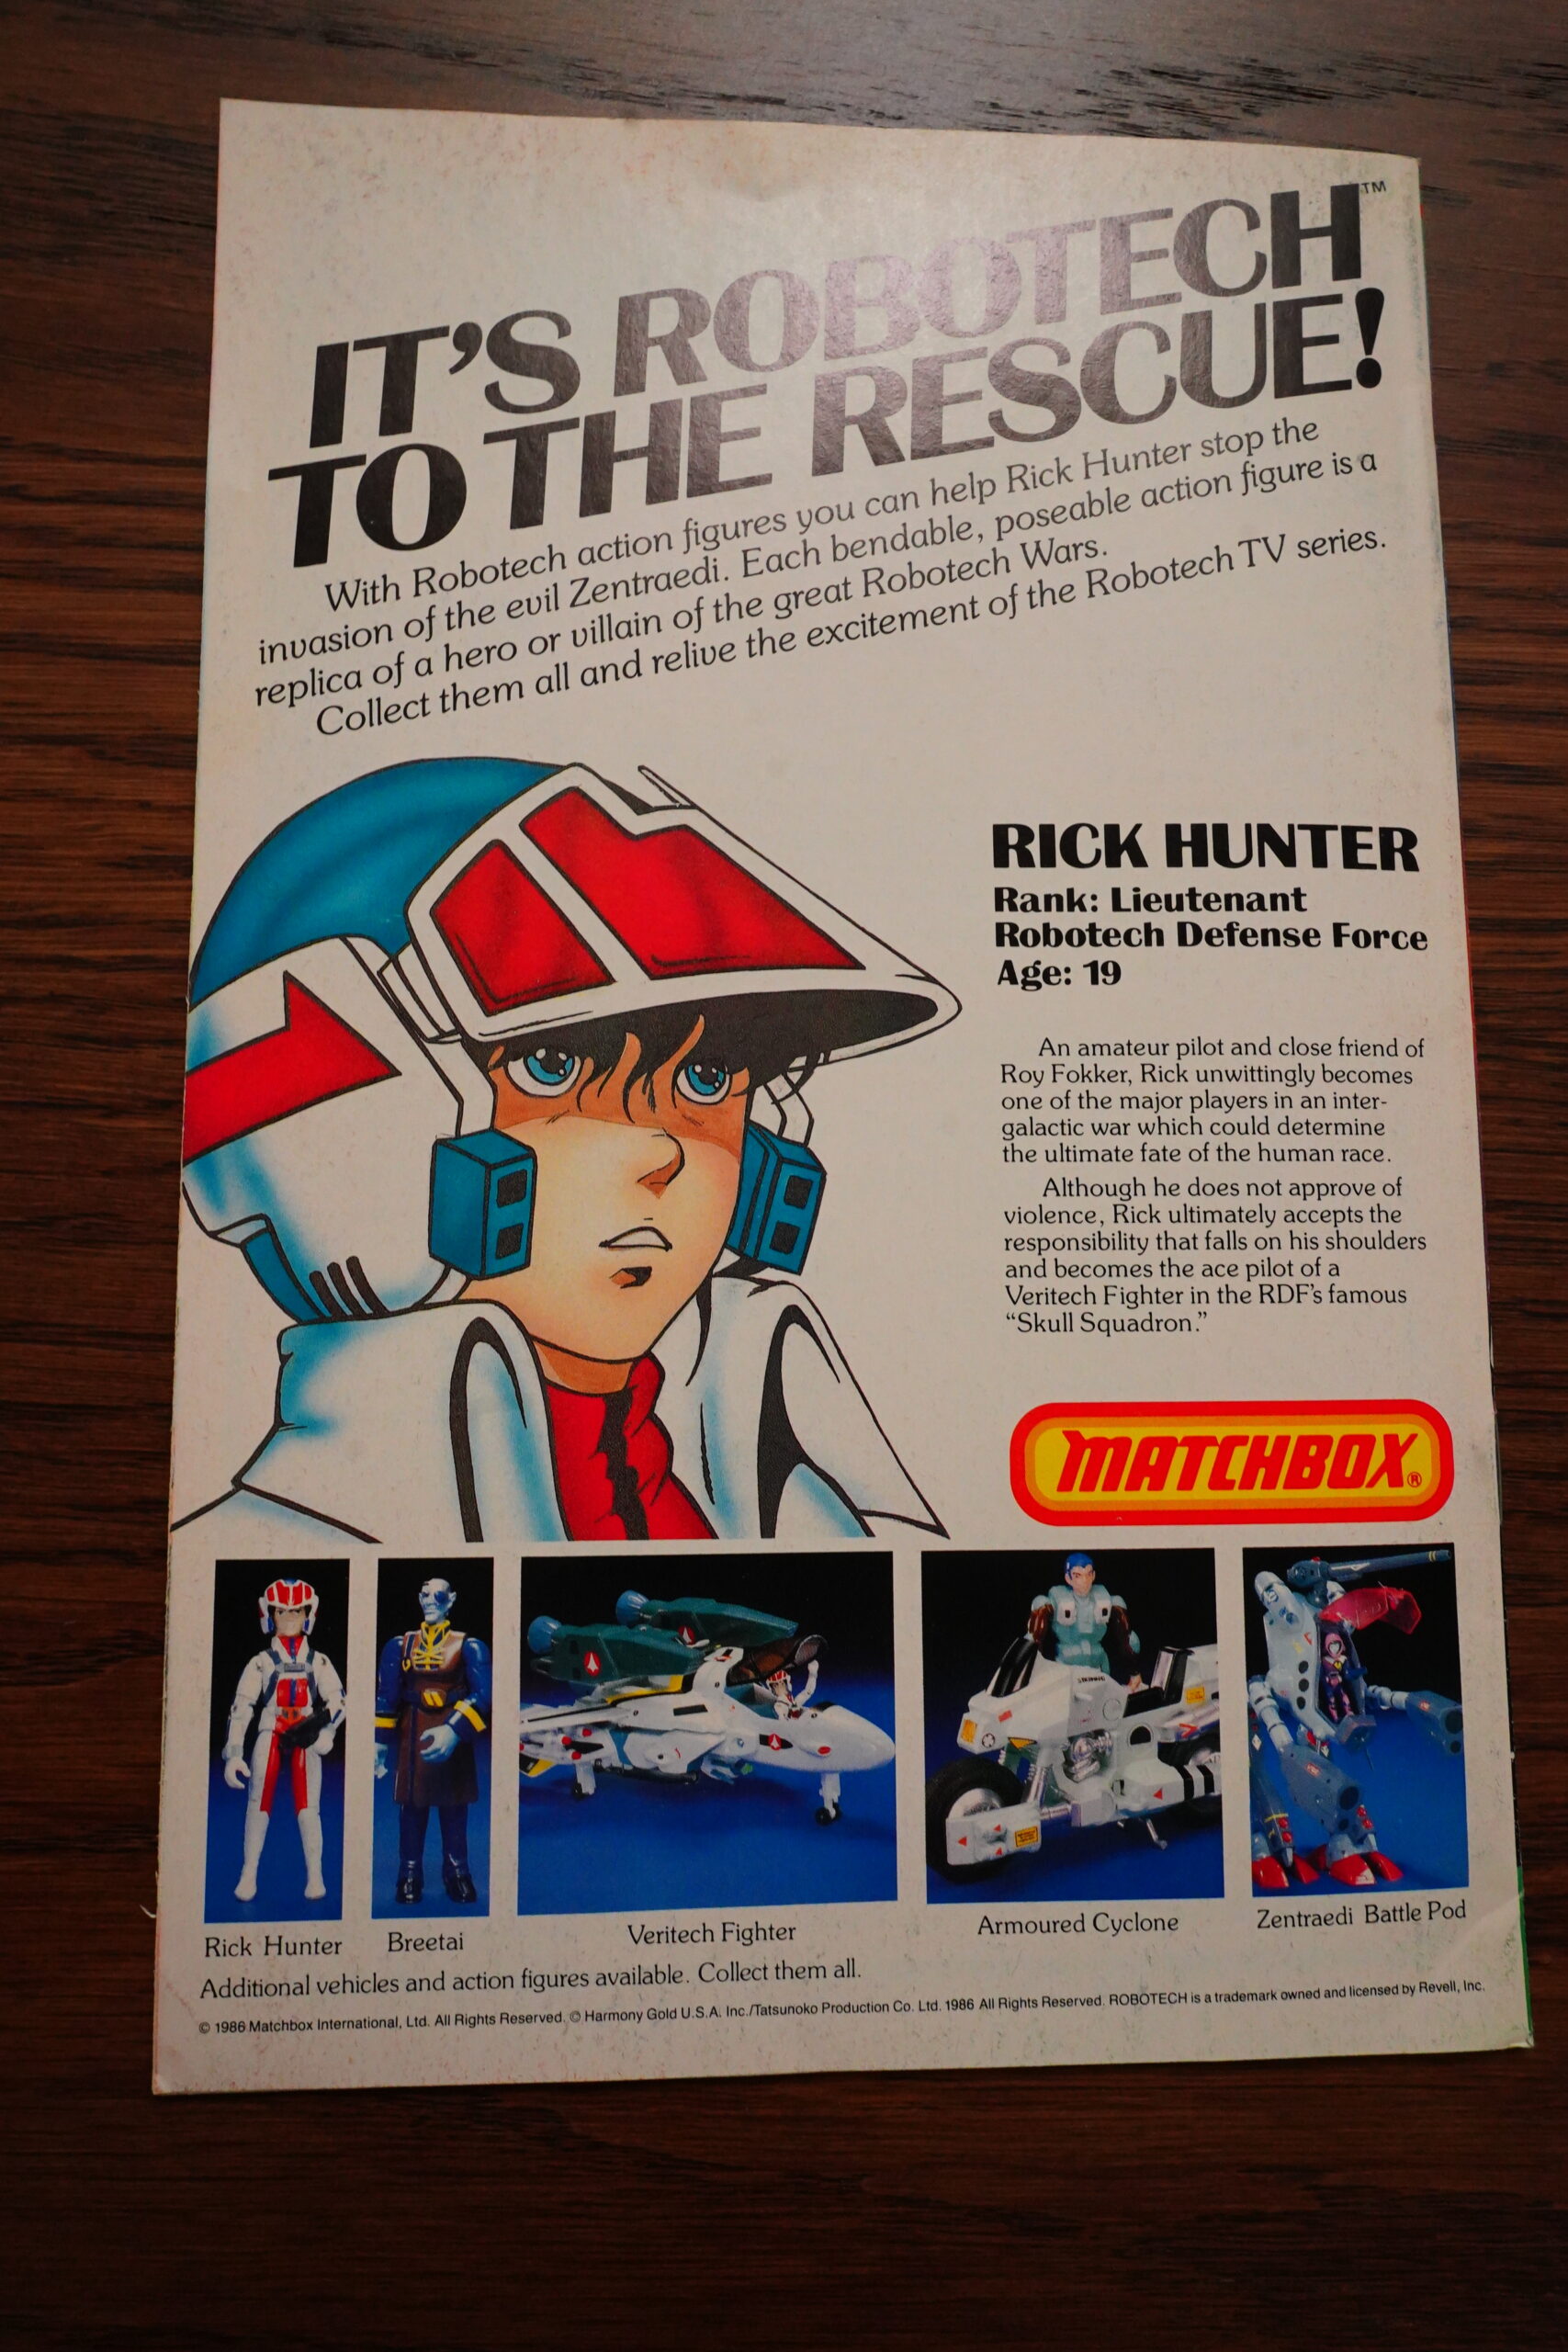 IT'S ROBOTECH™
TO THE RESCUE!
With Robotech action figures you can help Rick Hunter stop the
invasion of the evil Zentraedi. Each bendable, poseable action figure is a
replica of a hero or villain of the great Robotech Wars.
Collect them all and relive the excitement of the Robotech TV series.
RICK HUNTER
Rank: Lieutenant
Robotech Defense Force
Age: 19
An amateur pilot and close friend of
Roy Fokker, Rick unwittingly becomes
one of the major players in an inter-
galactic war which could determine
the ultimate fate of the human race.
Although he does not approve of
violence, Rick ultimately accepts the
responsibility that falls on his shoulders
and becomes the ace pilot of a
Veritech Fighter in the RDF's famous
“Skull Squadron.”
MATCHBOX®
Rick Hunter
Breetai
Veritech Fighter
Armoured Cyclone
Zentraedi Battle Pod
Additional vehicles and action figures available. Collect them all.
© 1986 Matchbox International, Ltd. All Rights Reserved. © Harmony Gold U.S.A. Inc./Tatsunoko Production Co. Ltd. 1986 All Rights Reserved. ROBOTECH is a trademark owned and licensed by Revell, Inc.